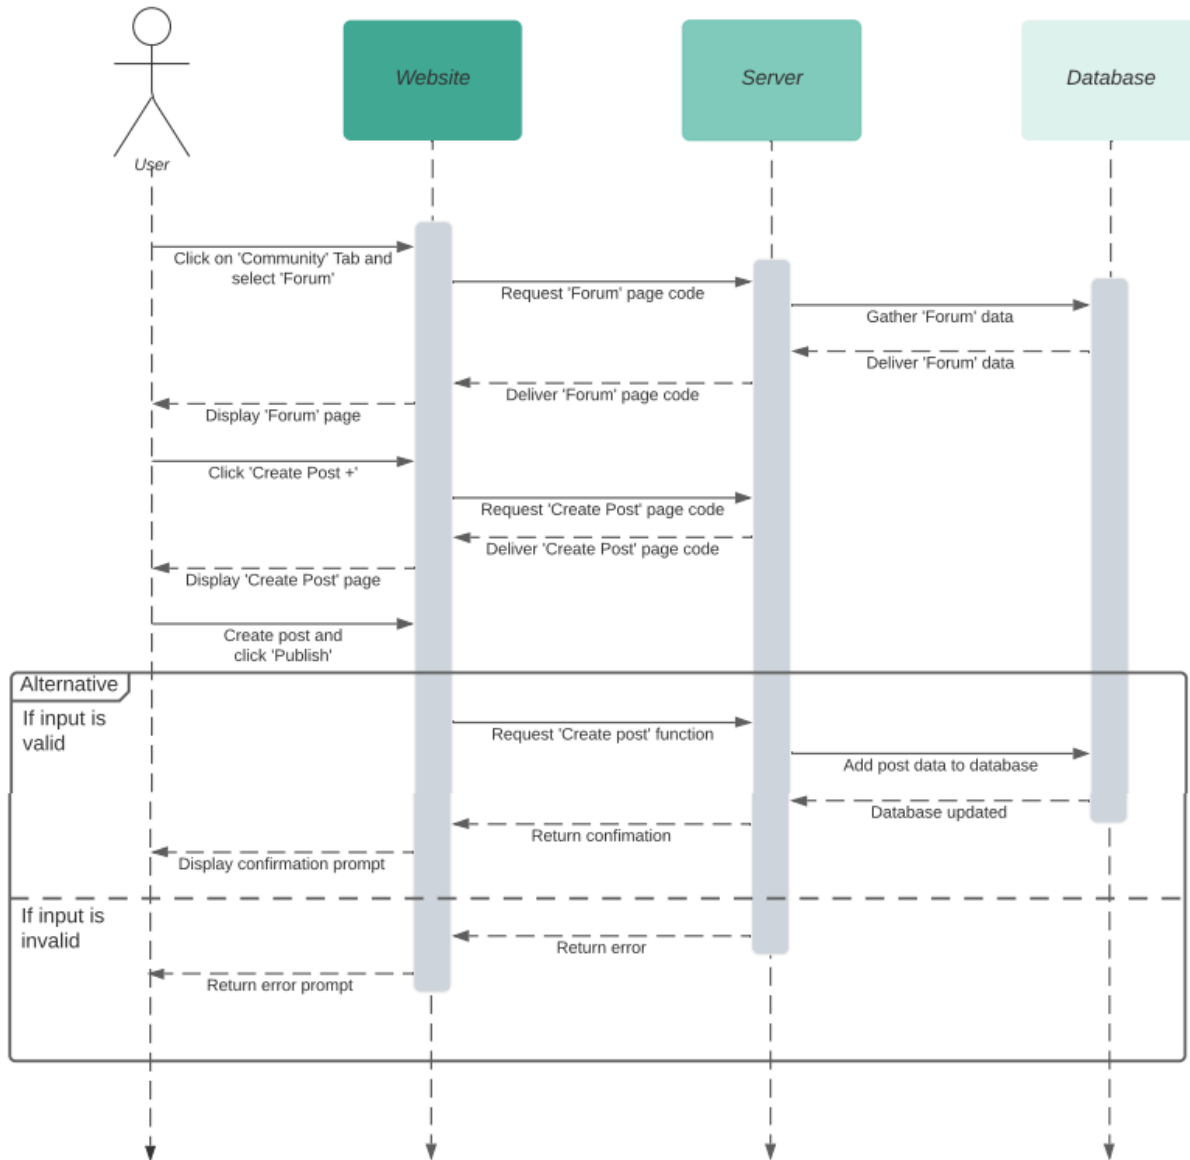 Website
Server
Database
User
Click on 'Community' Tab and
select 'Forum'
Request 'Forum' page code
Gather 'Forum' data
Deliver 'Forum' data
Deliver 'Forum' page code
Display 'Forum' page
Click 'Create Post +'
Request 'Create Post' page code
Deliver 'Create Post' page code
Display 'Create Post' page
Create post and
click 'Publish'
Alternative
If input is
valid
Request 'Create post' function
Add post data to database
Database updated
Return confimation
Display confirmation prompt
If input is
invalid
Return error
Return error prompt